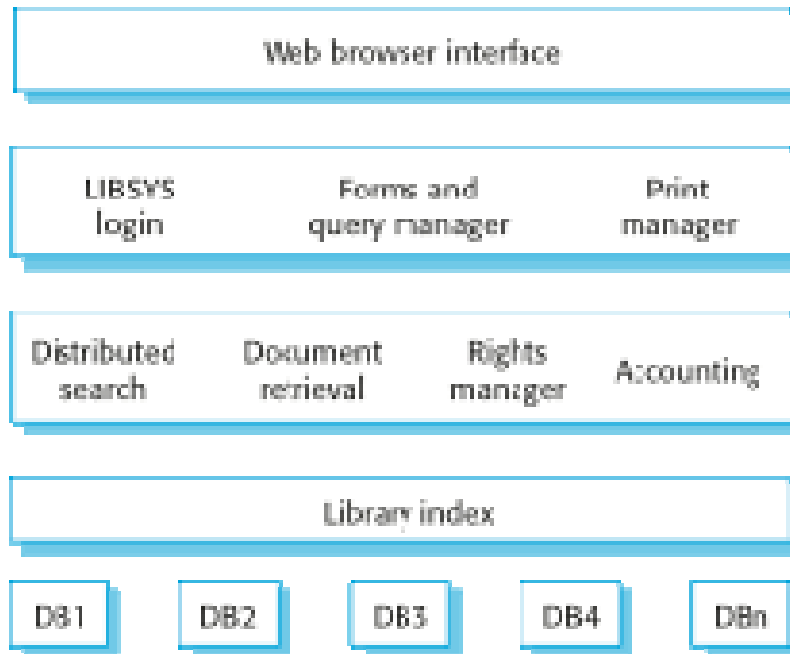 Web browser interface
LIBSYS login
Forms and query manager
Print manager
Distributed search
Document retrieval
Rights manager
Accounting
Library index
DB1
DB2
DB3
DB4
DBn